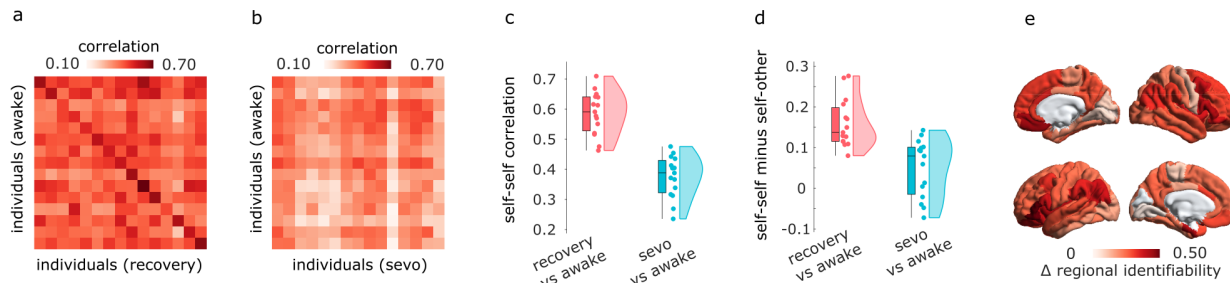 a
correlation
0.10 0.70
individuals (awake)
individuals (recovery)
b
correlation
0.10 0.70
individuals (awake)
individuals (sevo)
c
self-self correlation
0.7
0.6
0.5
0.4
0.3
0.2
recovery
vs awake
sevo
vs awake
d
self-self minus self-other
0.3
0.2
0.1
0
-0.1
recovery
vs awake
sevo
vs awake
e
0 0.50
Δ regional identifiability